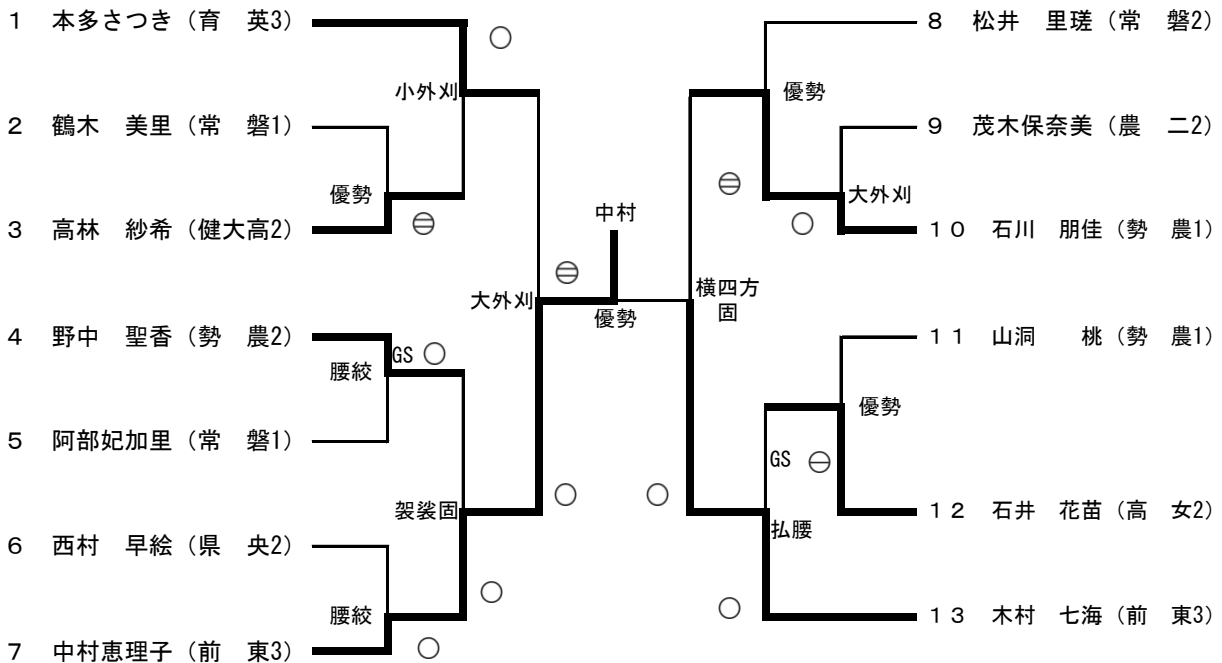 1　本多さつき（育　英3）
小外刈
2　鶴木　美里（常　磐1）
優勢
3　高林　紗希（健大高2）
大外刈
4　野中　聖香（勢　農2）
GS
腰絞
5　阿部妃加里（常　磐1）
袈裟固
6　西村　早絵（県　央2）
腰絞
7　中村恵理子（前　東3）
中村
優勢
8　松井　里瑳（常　磐2）
優勢
9　茂木保奈美（農　二2）
大外刈
10　石川　朋佳（勢　農1）
横四方
固
11　山洞　　桃（勢　農1）
優勢
GS
12　石井　花苗（高　女2）
払腰
13　木村　七海（前　東3）